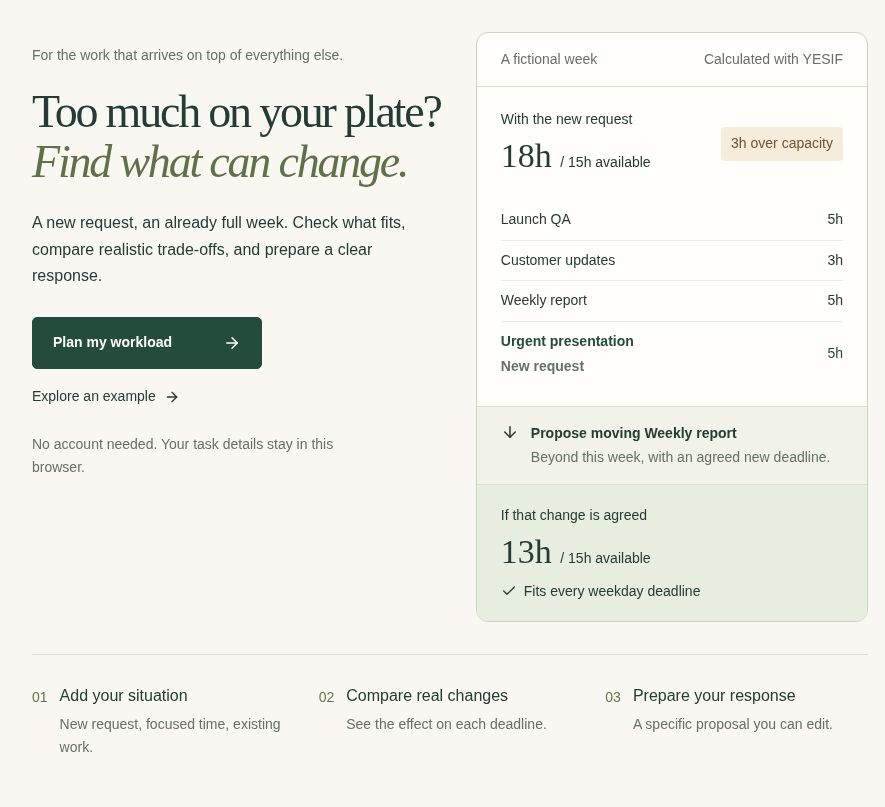 For the work that arrives on top of everything else.
Too much on your plate?
Find what can change.
A new request, an already full week. Check what fits,
compare realistic trade-offs, and prepare a clear
response.
Plan my workload
Explore an example
No account needed. Your task details stay in this
browser.
A fictional week
Calculated with YESIF
With the new request
18h / 15h available
3h over capacity
Launch QA 5h
Customer updates 3h
Weekly report 5h
Urgent presentation
New request
5h
Propose moving Weekly report
Beyond this week, with an agreed new deadline.
If that change is agreed
13h / 15h available
Fits every weekday deadline
01 Add your situation
New request, focused time, existing
work.
02 Compare real changes
See the effect on each deadline.
03 Prepare your response
A specific proposal you can edit.